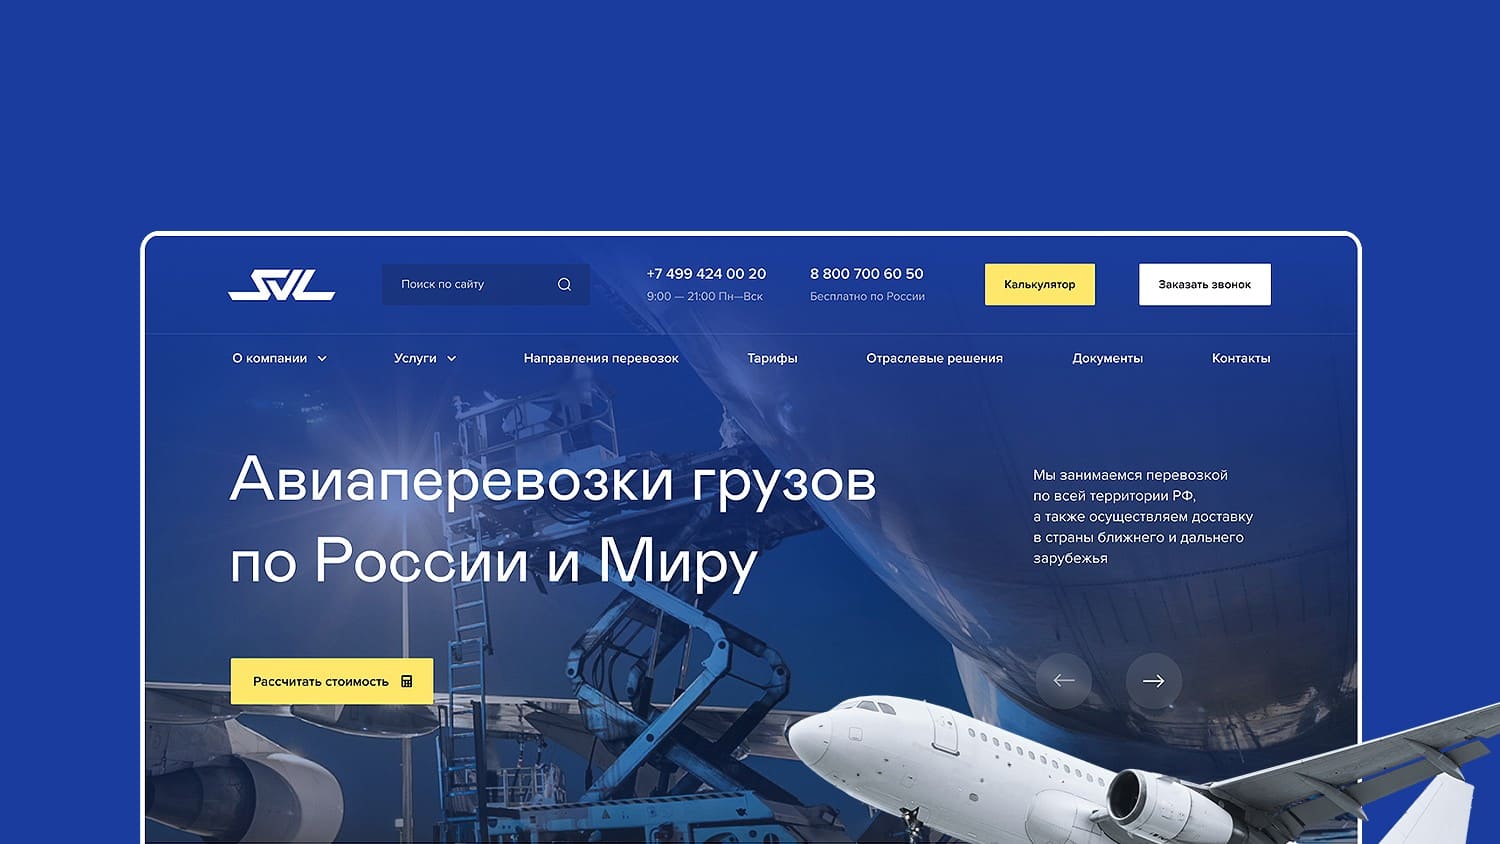 SVL
Поиск по сайту
+7 499 424 00 20
9:00 — 21:00 Пн—Вск
8 800 700 60 50
Бесплатно по России
Калькулятор
Заказать звонок
О компании
Услуги
Направления перевозок
Тарифы
Отраслевые решения
Документы
Контакты
Авиаперевозки грузов
по России и Миру
Мы занимаемся перевозкой
по всей территории РФ,
а также осуществляем доставку
в страны ближнего и дальнего
зарубежья
Рассчитать стоимость